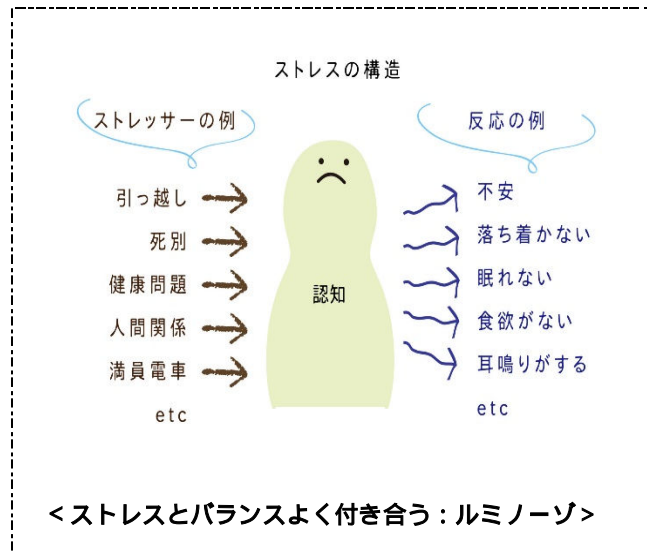 ストレスの構造
ストレッサーの例
引っ越し
死別
健康問題
人間関係
満員電車
etc
認知
反応の例
不安
落ち着かない
眠れない
食欲がない
耳鳴りがする
etc
<ストレスとバランスよく付き合う：ルミノーゾ>